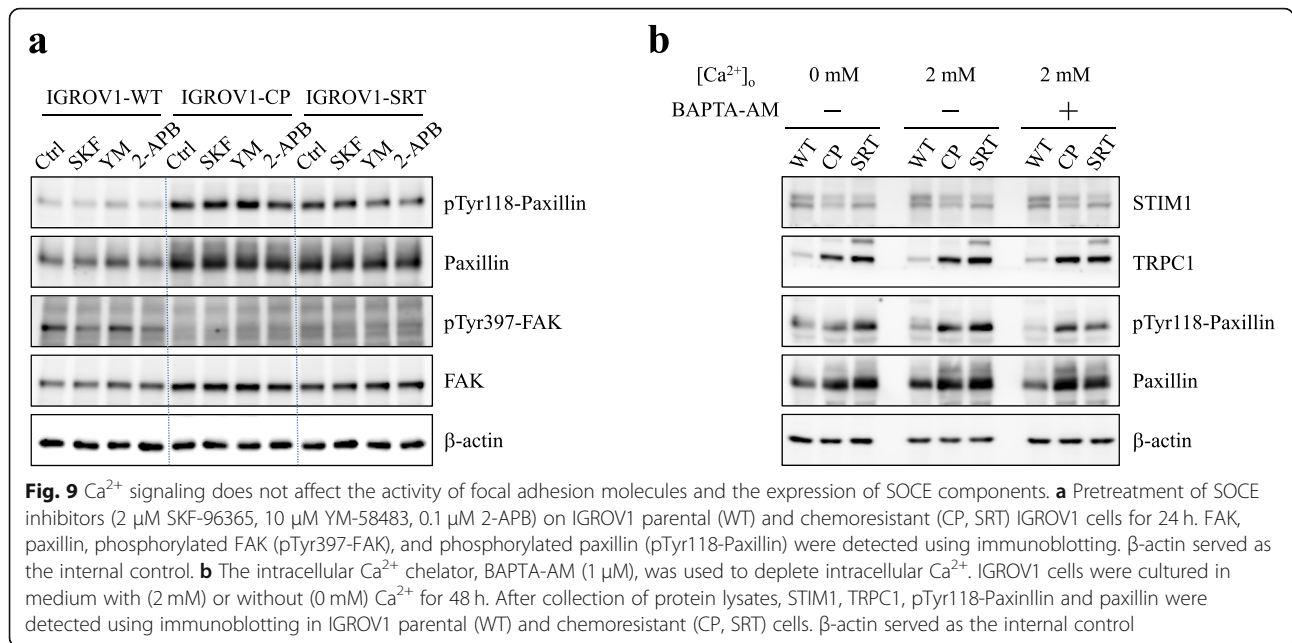 a
IGROV1-WT IGROV1-CP IGROV1-SRT
Ctrl SKF YM 2-APB Ctrl SKF YM 2-APB Ctrl SKF YM 2-APB
pTyr118-Paxillin
Paxillin
pTyr397-FAK
FAK
β-actin
b
[Ca²⁺]ₒ 0 mM 2 mM 2 mM
BAPTA-AM − − +
WT CP SRT WT CP SRT WT CP SRT
STIM1
TRPC1
pTyr118-Paxillin
Paxillin
β-actin
Fig. 9 Ca²⁺ signaling does not affect the activity of focal adhesion molecules and the expression of SOCE components. a Pretreatment of SOCE
inhibitors (2 μM SKF-96365, 10 μM YM-58483, 0.1 μM 2-APB) on IGROV1 parental (WT) and chemoresistant (CP, SRT) IGROV1 cells for 24 h. FAK,
paxillin, phosphorylated FAK (pTyr397-FAK), and phosphorylated paxillin (pTyr118-Paxillin) were detected using immunoblotting. β-actin served as
the internal control. b The intracellular Ca²⁺ chelator, BAPTA-AM (1 μM), was used to deplete intracellular Ca²⁺. IGROV1 cells were cultured in
medium with (2 mM) or without (0 mM) Ca²⁺ for 48 h. After collection of protein lysates, STIM1, TRPC1, pTyr118-Paxinllin and paxillin were
detected using immunoblotting in IGROV1 parental (WT) and chemoresistant (CP, SRT) cells. β-actin served as the internal control